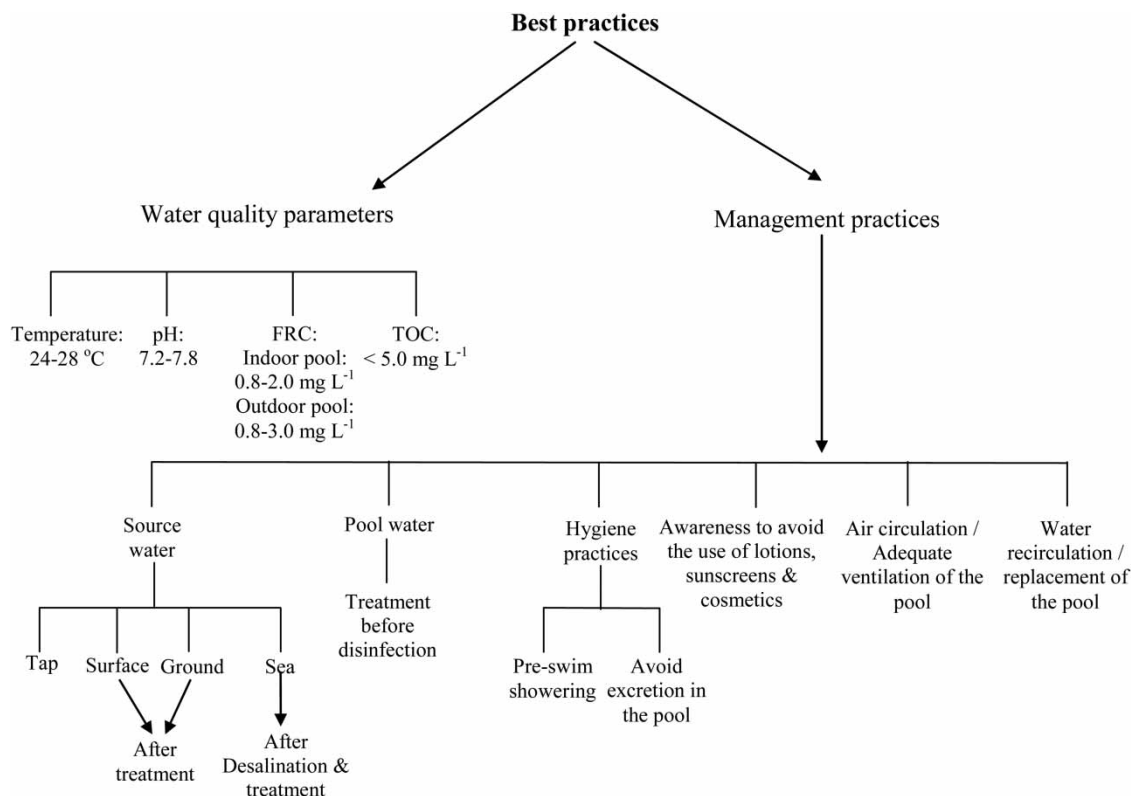 Best practices
Water quality parameters
Management practices
Temperature:
24-28 °C
pH:
7.2-7.8
FRC:
Indoor pool:
0.8-2.0 mg L⁻¹
Outdoor pool:
0.8-3.0 mg L⁻¹
TOC:
< 5.0 mg L⁻¹
Source
water
Pool water
Treatment
before
disinfection
Hygiene
practices
Awareness to avoid
the use of lotions,
sunscreens &
cosmetics
Air circulation /
Adequate
ventilation of the
pool
Water
recirculation /
replacement of
the pool
Tap
Surface
Ground
Sea
Pre-swim
showering
Avoid
excretion in
the pool
After
treatment
After
Desalination &
treatment